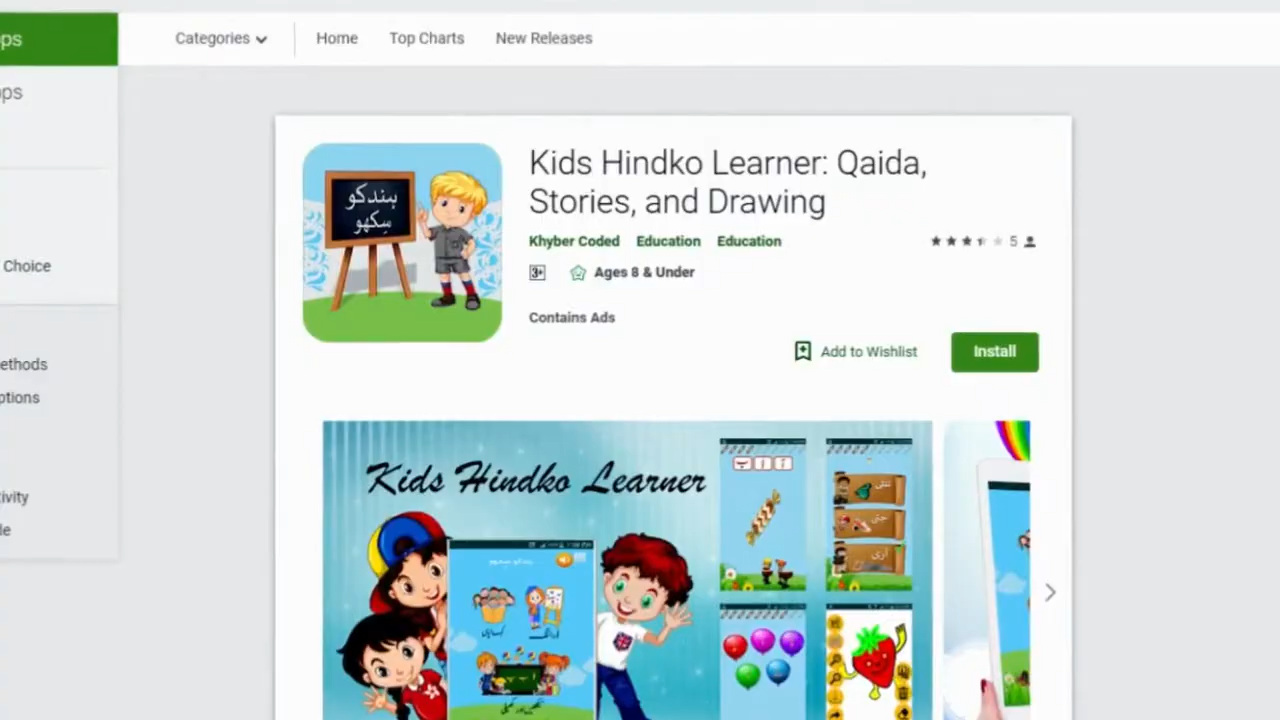 ps
Categories
Home
Top Charts
New Releases
ps
Choice
ethods
ptions
tivity
le
ہندکو
سِکھو
Kids Hindko Learner: Qaida,
Stories, and Drawing
Khyber Coded
Education
Education
5
3+
Ages 8 & Under
Contains Ads
Add to Wishlist
Install
Kids Hindko Learner